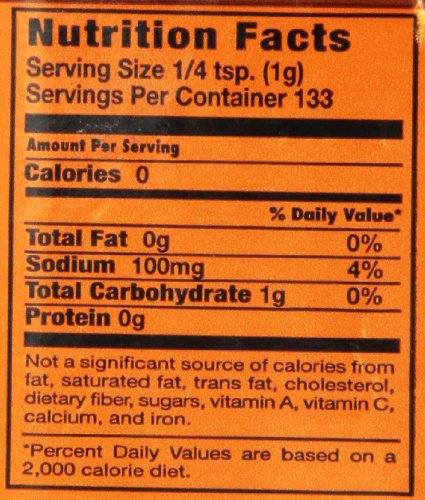 Nutrition Facts
Serving Size 1/4 tsp. (1g)
Servings Per Container 133
Amount Per Serving
Calories 0
% Daily Value*
Total Fat 0g 0%
Sodium 100mg 4%
Total Carbohydrate 1g 0%
Protein 0g
Not a significant source of calories from
fat, saturated fat, trans fat, cholesterol,
dietary fiber, sugars, vitamin A, vitamin C,
calcium, and iron.
*Percent Daily Values are based on a
2,000 calorie diet.